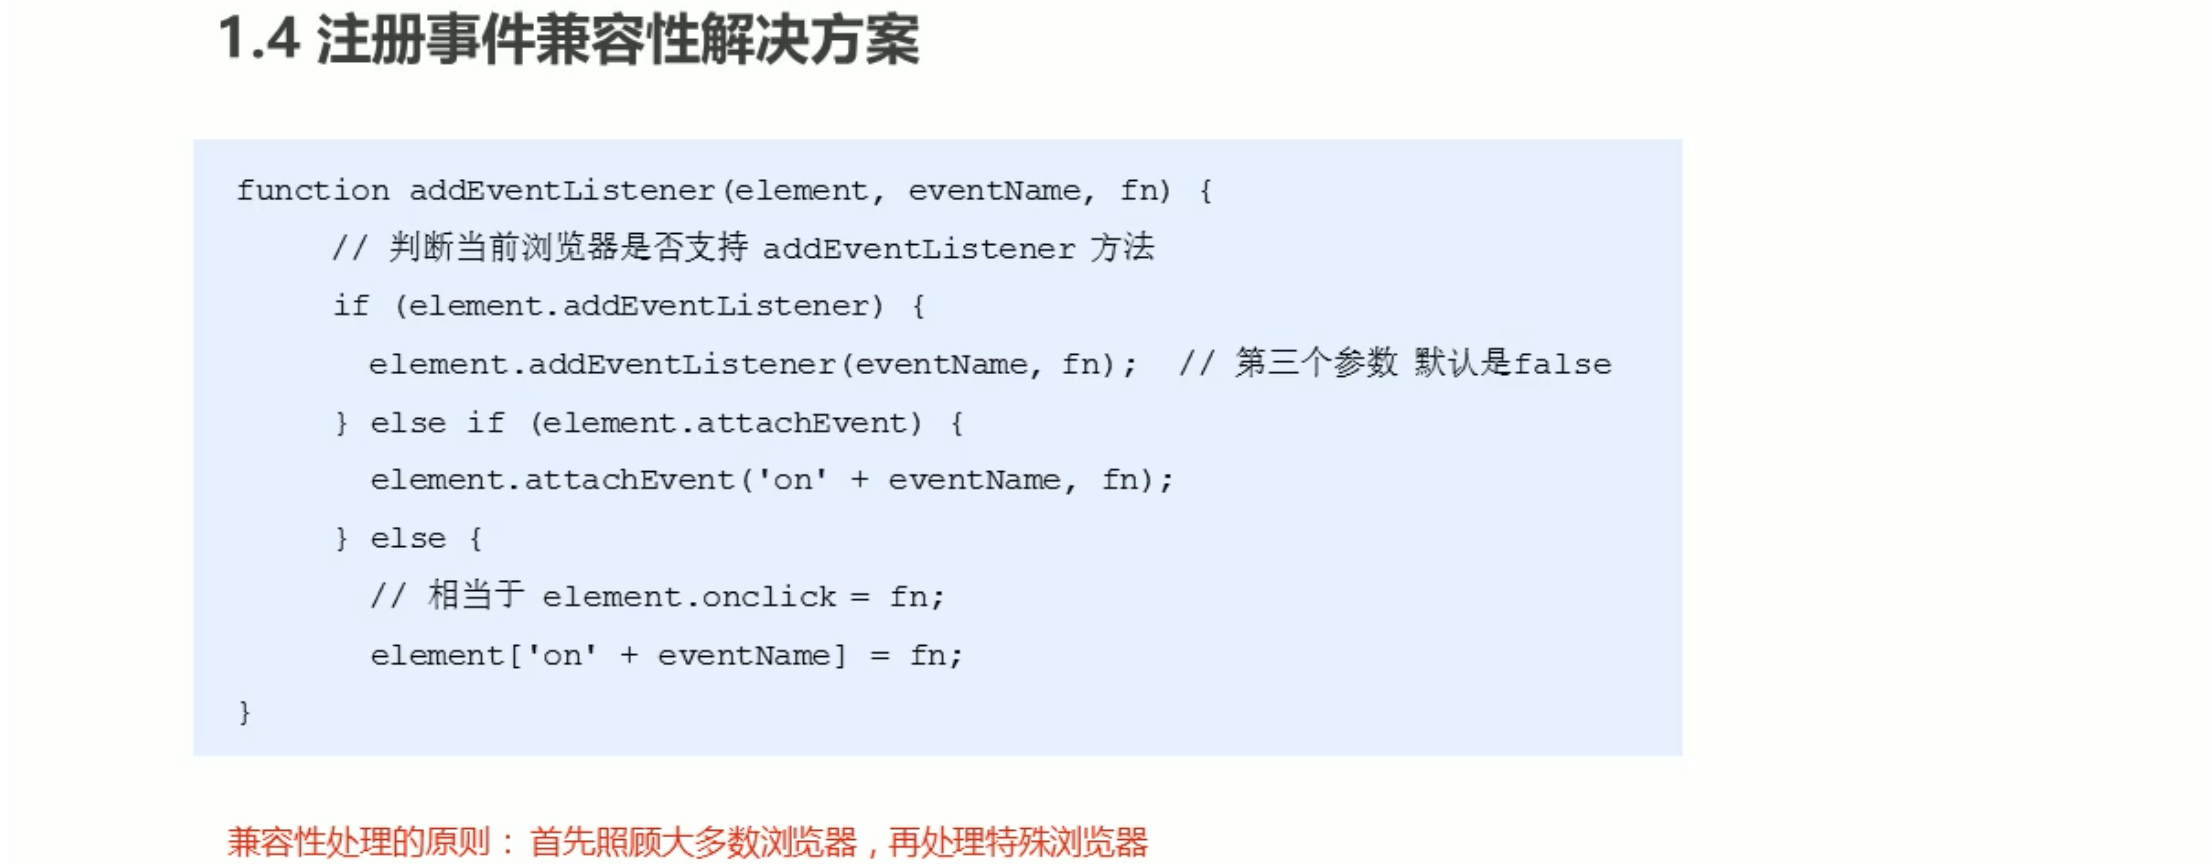 1.4 注册事件兼容性解决方案
function addEventListener(element, eventName, fn) {
// 判断当前浏览器是否支持 addEventListener 方法
if (element.addEventListener) {
element.addEventListener(eventName, fn); // 第三个参数 默认是false
} else if (element.attachEvent) {
element.attachEvent('on' + eventName, fn);
} else {
// 相当于 element.onclick = fn;
element['on' + eventName] = fn;
}
兼容性处理的原则：首先照顾大多数浏览器，再处理特殊浏览器